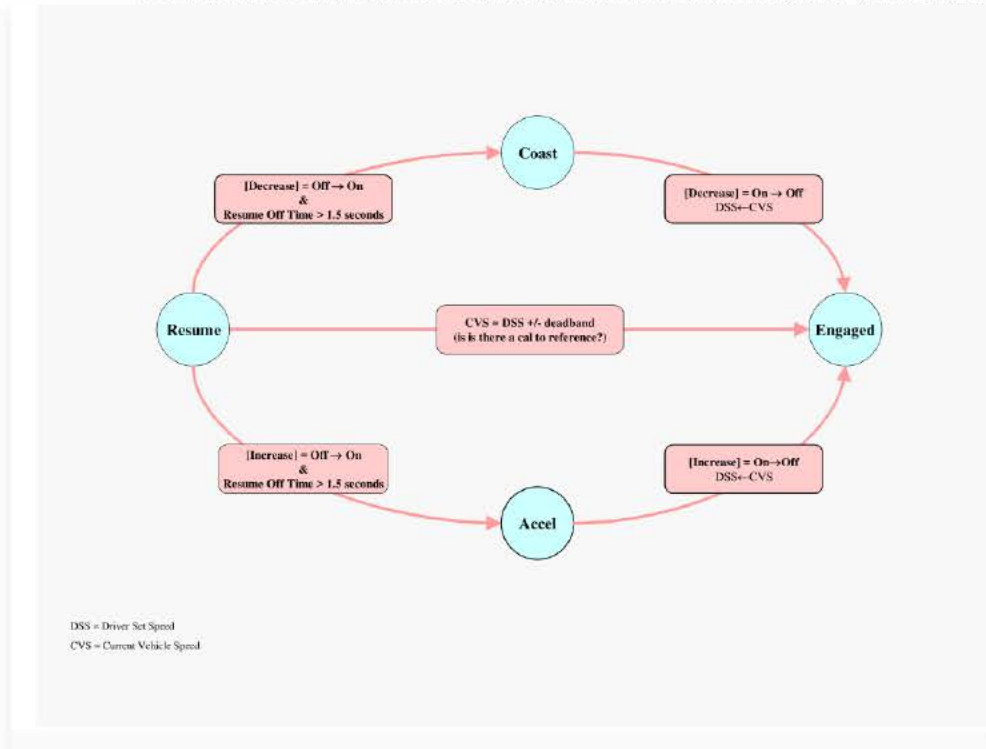 Coast
[Decrease] = Off → On
&
Resume Off Time > 1.5 seconds
[Decrease] = On → Off
DSS←CVS
Resume
CVS = DSS +/- deadband
(is is there a cal to reference?)
Engaged
[Increase] = Off → On
&
Resume Off Time > 1.5 seconds
[Increase] = On→Off
DSS←CVS
Accel
DSS = Driver Set Speed
CVS = Current Vehicle Speed